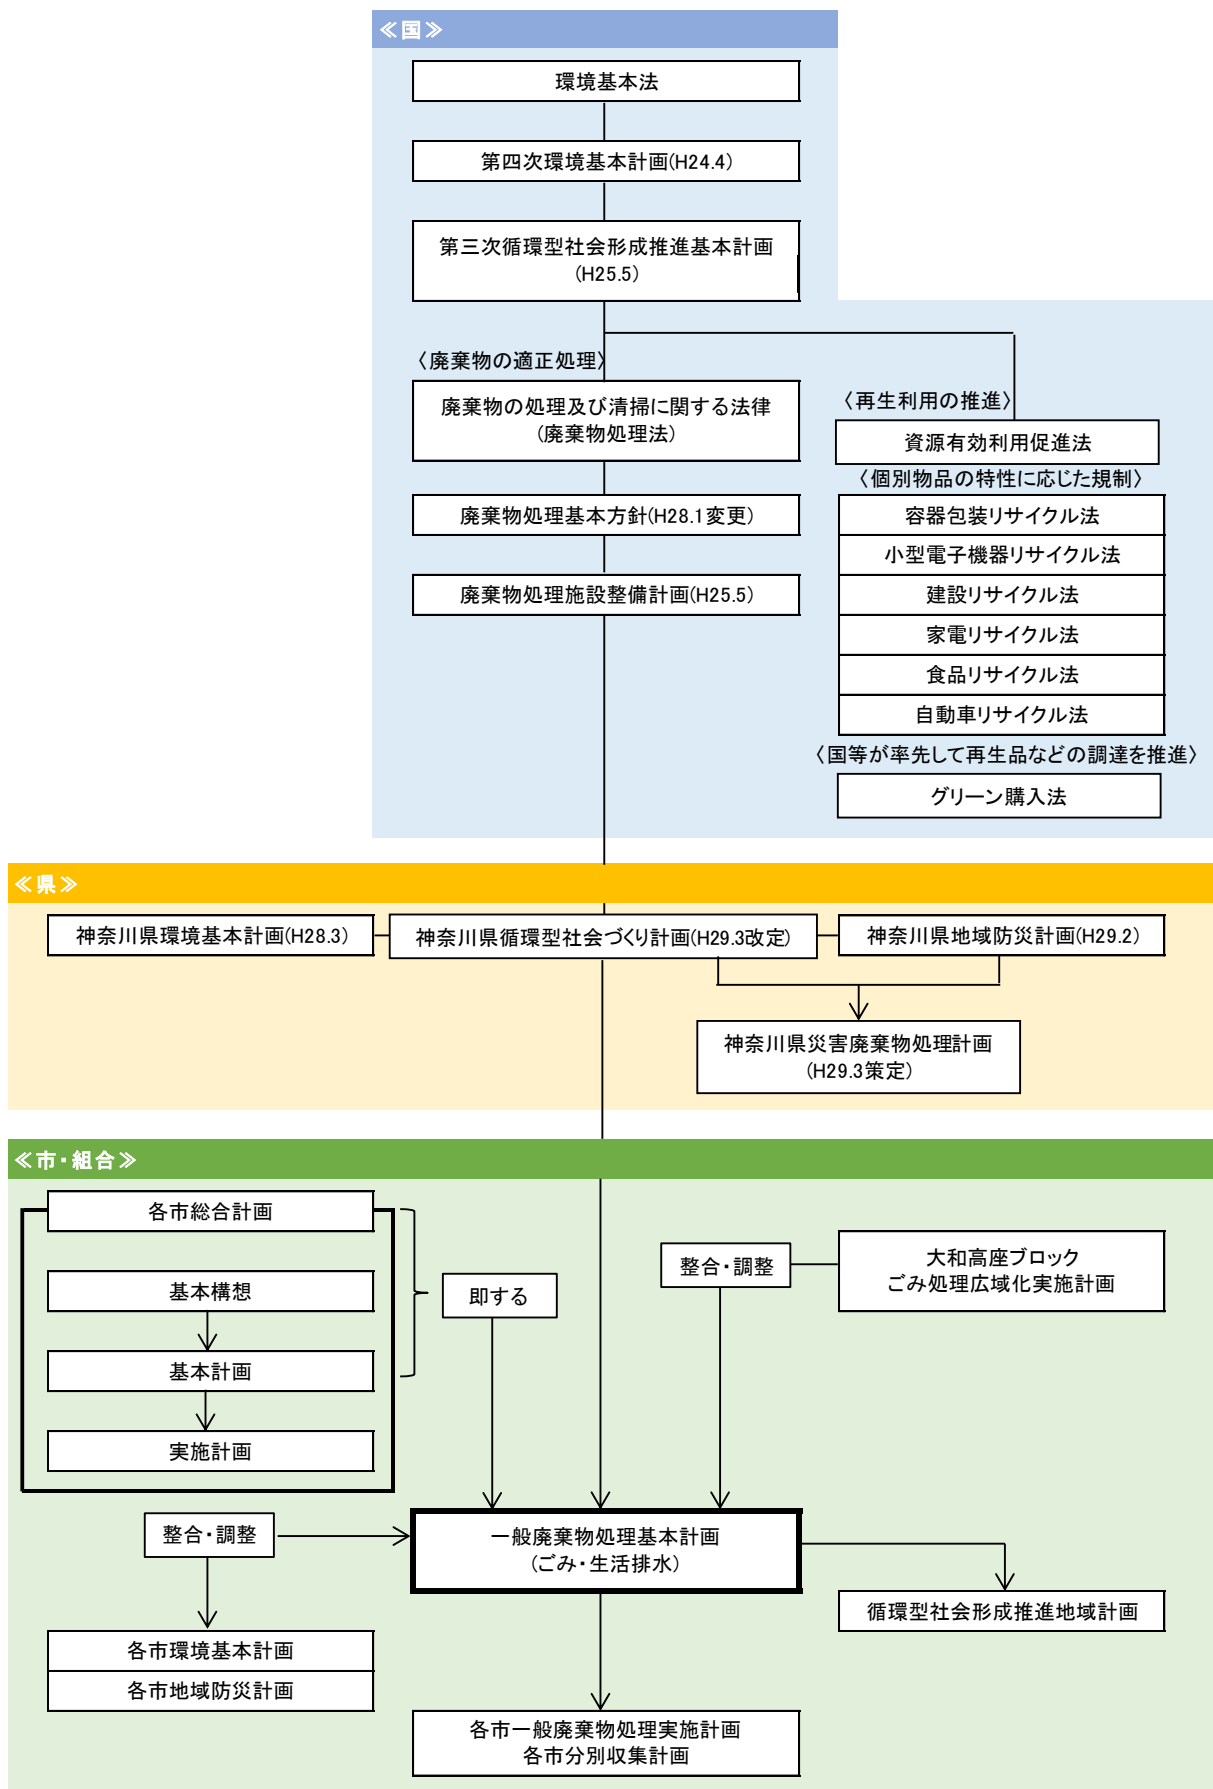 ≪国≫
環境基本法
第四次環境基本計画(H24.4)
第三次循環型社会形成推進基本計画
(H25.5)
〈廃棄物の適正処理〉
廃棄物の処理及び清掃に関する法律
(廃棄物処理法)
廃棄物処理基本方針(H28.1変更)
廃棄物処理施設整備計画(H25.5)
〈再生利用の推進〉
資源有効利用促進法
〈個別物品の特性に応じた規制〉
容器包装リサイクル法
小型電子機器リサイクル法
建設リサイクル法
家電リサイクル法
食品リサイクル法
自動車リサイクル法
〈国等が率先して再生品などの調達を推進〉
グリーン購入法
≪県≫
神奈川県環境基本計画(H28.3)
神奈川県循環型社会づくり計画(H29.3改定)
神奈川県地域防災計画(H29.2)
神奈川県災害廃棄物処理計画
(H29.3策定)
≪市・組合≫
各市総合計画
基本構想
基本計画
実施計画
即する
整合・調整
大和高座ブロック
ごみ処理広域化実施計画
整合・調整
一般廃棄物処理基本計画
(ごみ・生活排水)
循環型社会形成推進地域計画
各市環境基本計画
各市地域防災計画
各市一般廃棄物処理実施計画
各市分別収集計画